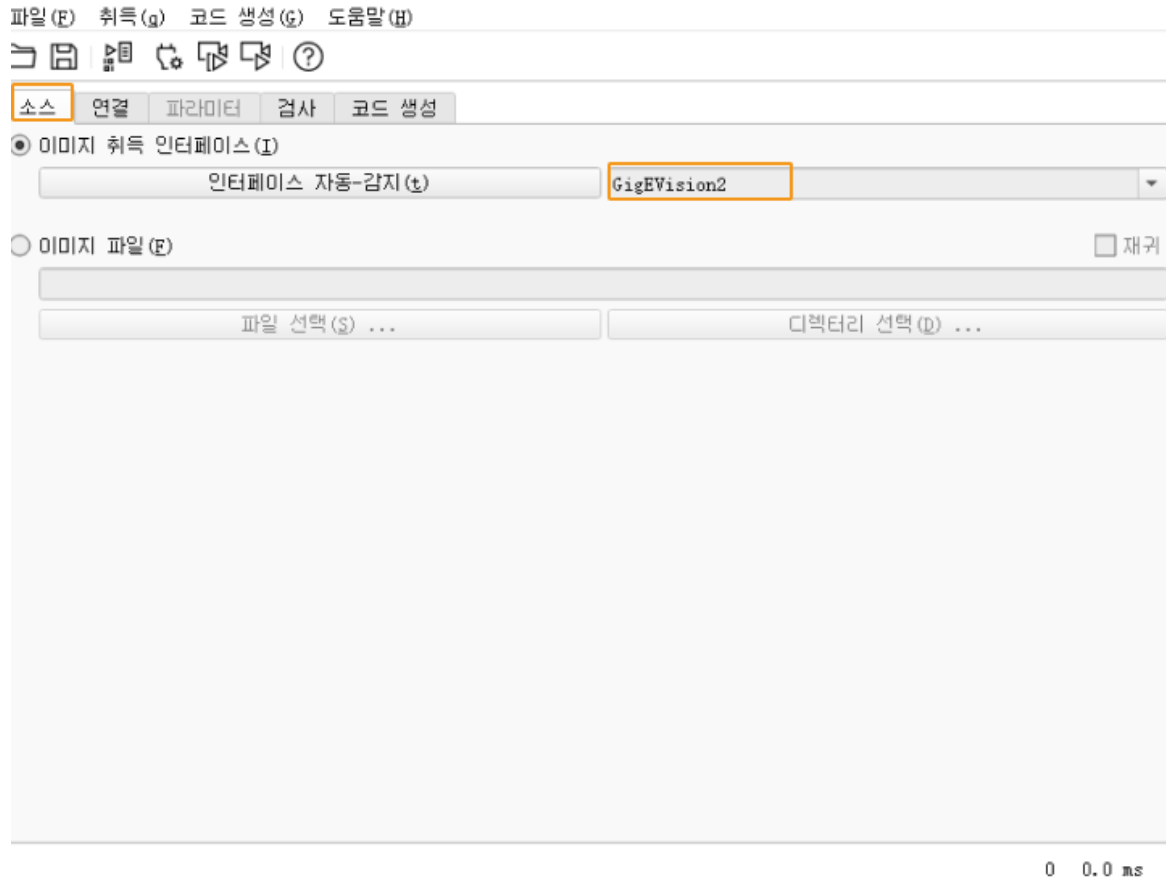 파일(F) 취득(q) 코드 생성(G) 도움말(H)
소스 연결 파라미터 검사 코드 생성
이미지 취득 인터페이스(I)
인터페이스 자동-감지(t) GigEVision2
이미지 파일(F) 재귀
파일 선택(S) ... 디렉터리 선택(D) ...
0 0.0 ms